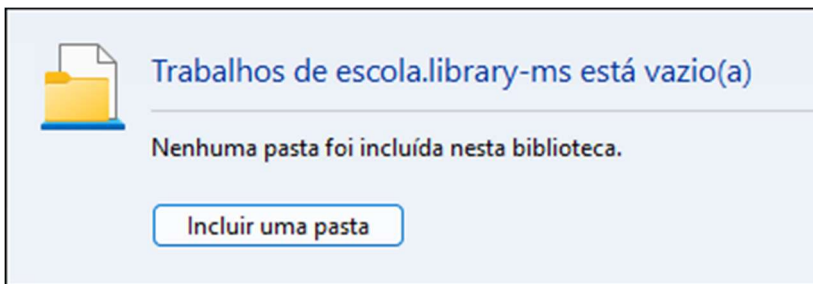 Trabalhos de escola.library-ms está vazio(a)
Nenhuma pasta foi incluída nesta biblioteca.
Incluir uma pasta